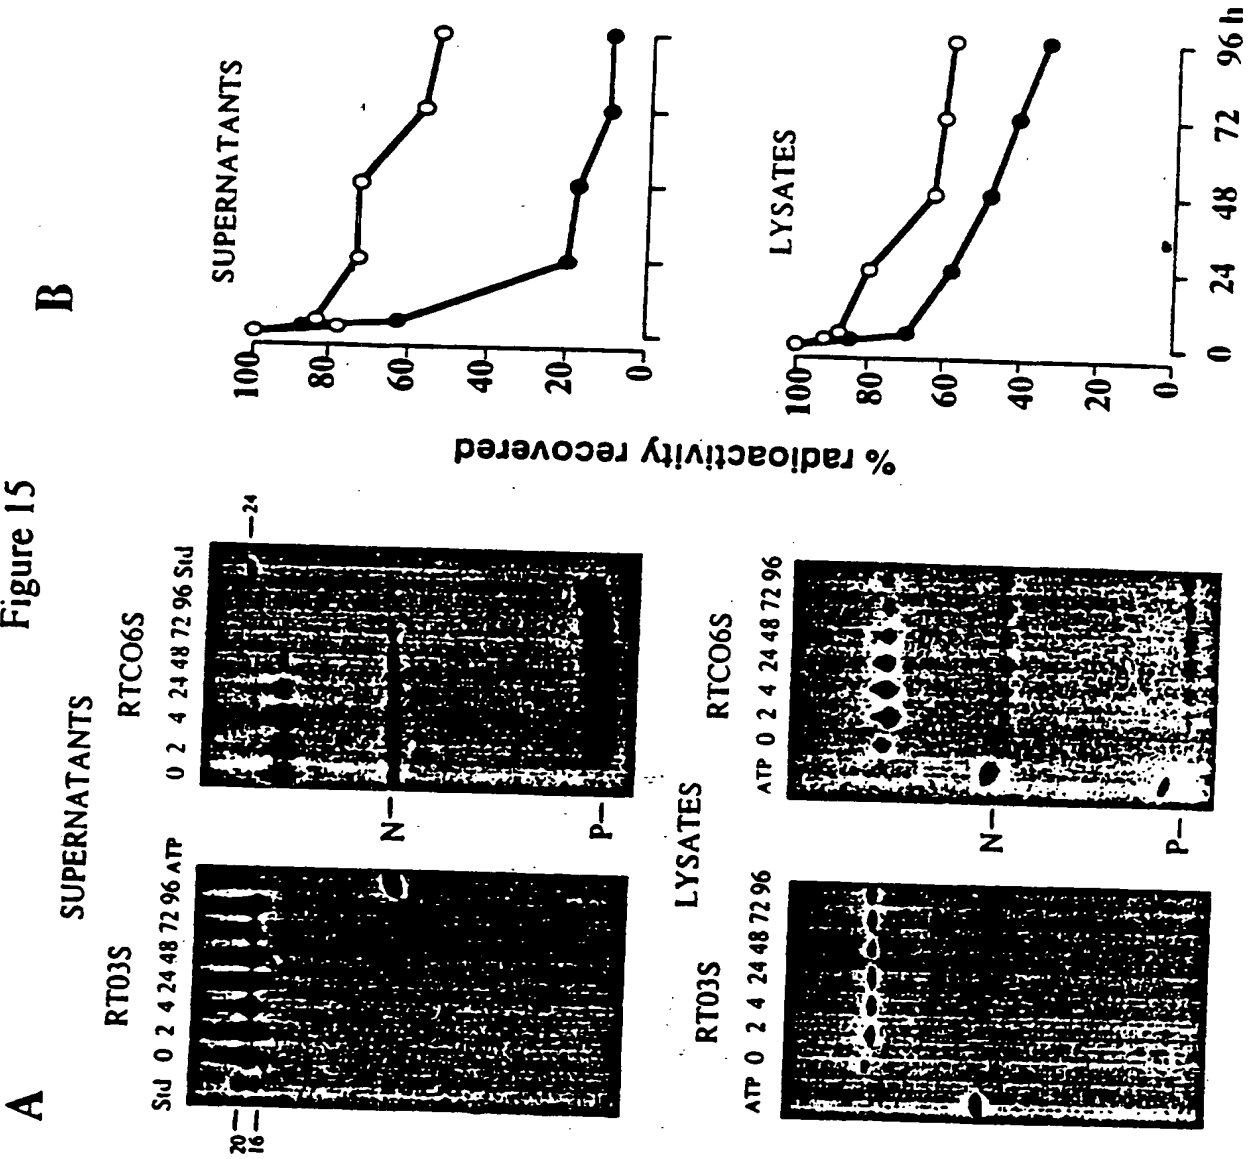 Figure 15
A
SUPERNATANTS
RT03S
Std 0 2 4 24 48 72 96 ATP
20
16
RTCO6S
0 2 4 24 48 72 96 Std
24
N
P
LYSATES
RT03S
ATP 0 2 4 24 48 72 96
RTCO6S
ATP 0 2 4 24 48 72 96
N
P
B
% radioactivity recovered
SUPERNATANTS
100
80
60
40
20
0
LYSATES
100
80
60
40
20
0
0 24 48 72 96 h